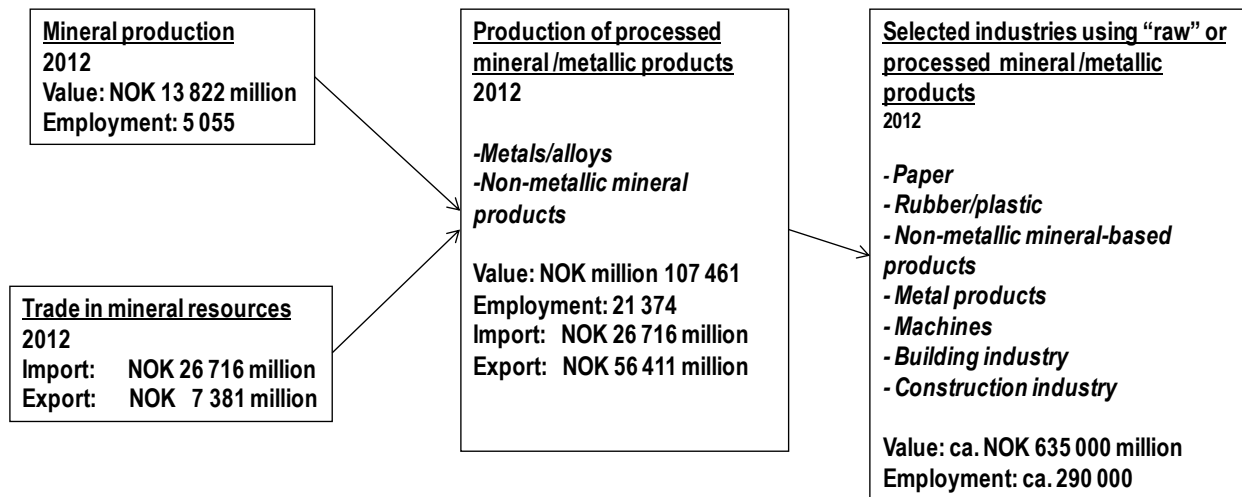 Mineral production
2012
Value: NOK 13 822 million
Employment: 5 055
Trade in mineral resources
2012
Import: NOK 26 716 million
Export: NOK 7 381 million
Production of processed
mineral /metallic products
2012
-Metals/alloys
-Non-metallic mineral
products
Value: NOK million 107 461
Employment: 21 374
Import: NOK 26 716 million
Export: NOK 56 411 million
Selected industries using “raw” or
processed mineral /metallic
products
2012
- Paper
- Rubber/plastic
- Non-metallic mineral-based
products
- Metal products
- Machines
- Building industry
- Construction industry
Value: ca. NOK 635 000 million
Employment: ca. 290 000